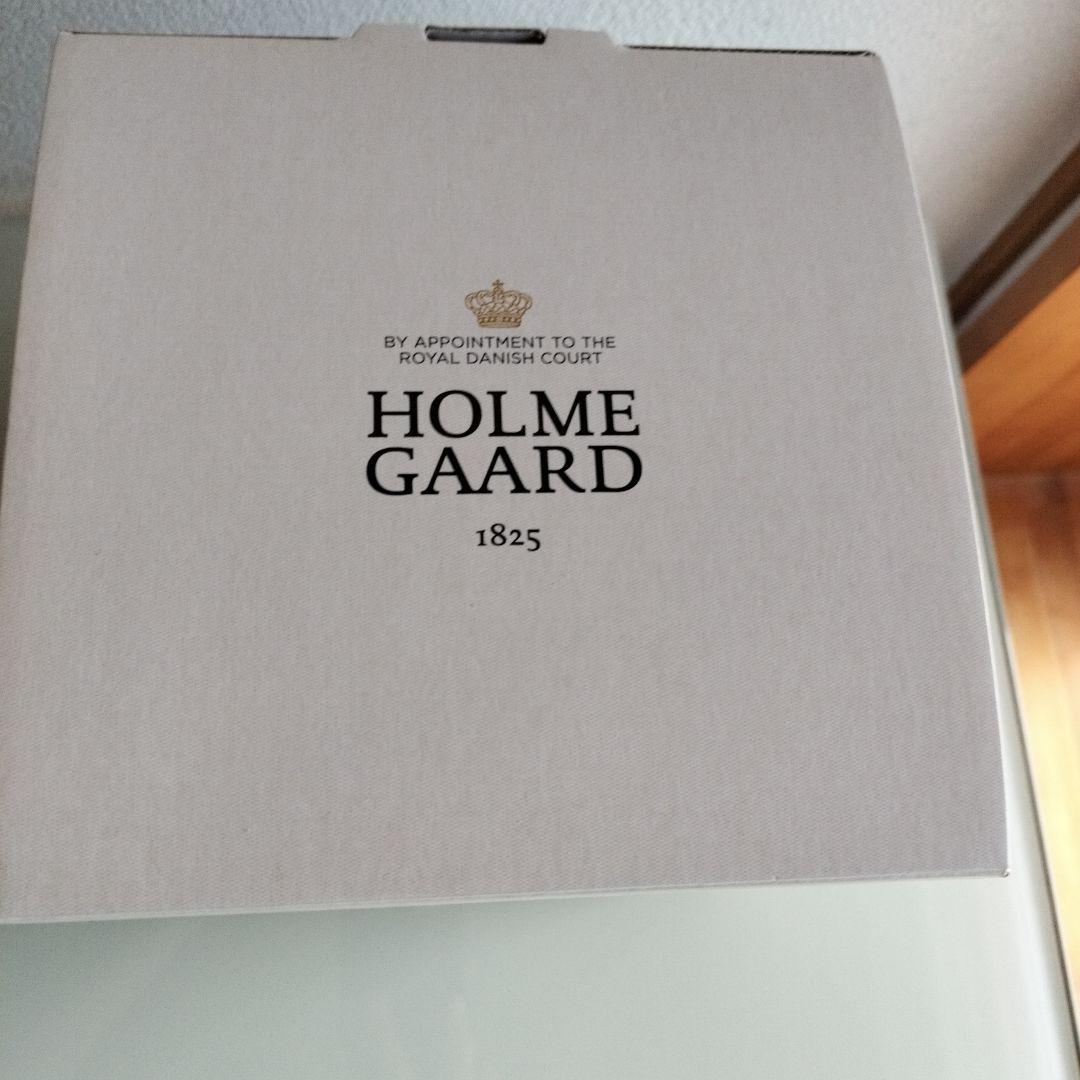 BY APPOINTMENT TO THE
ROYAL DANISH COURT
HOLME
GAARD
1825